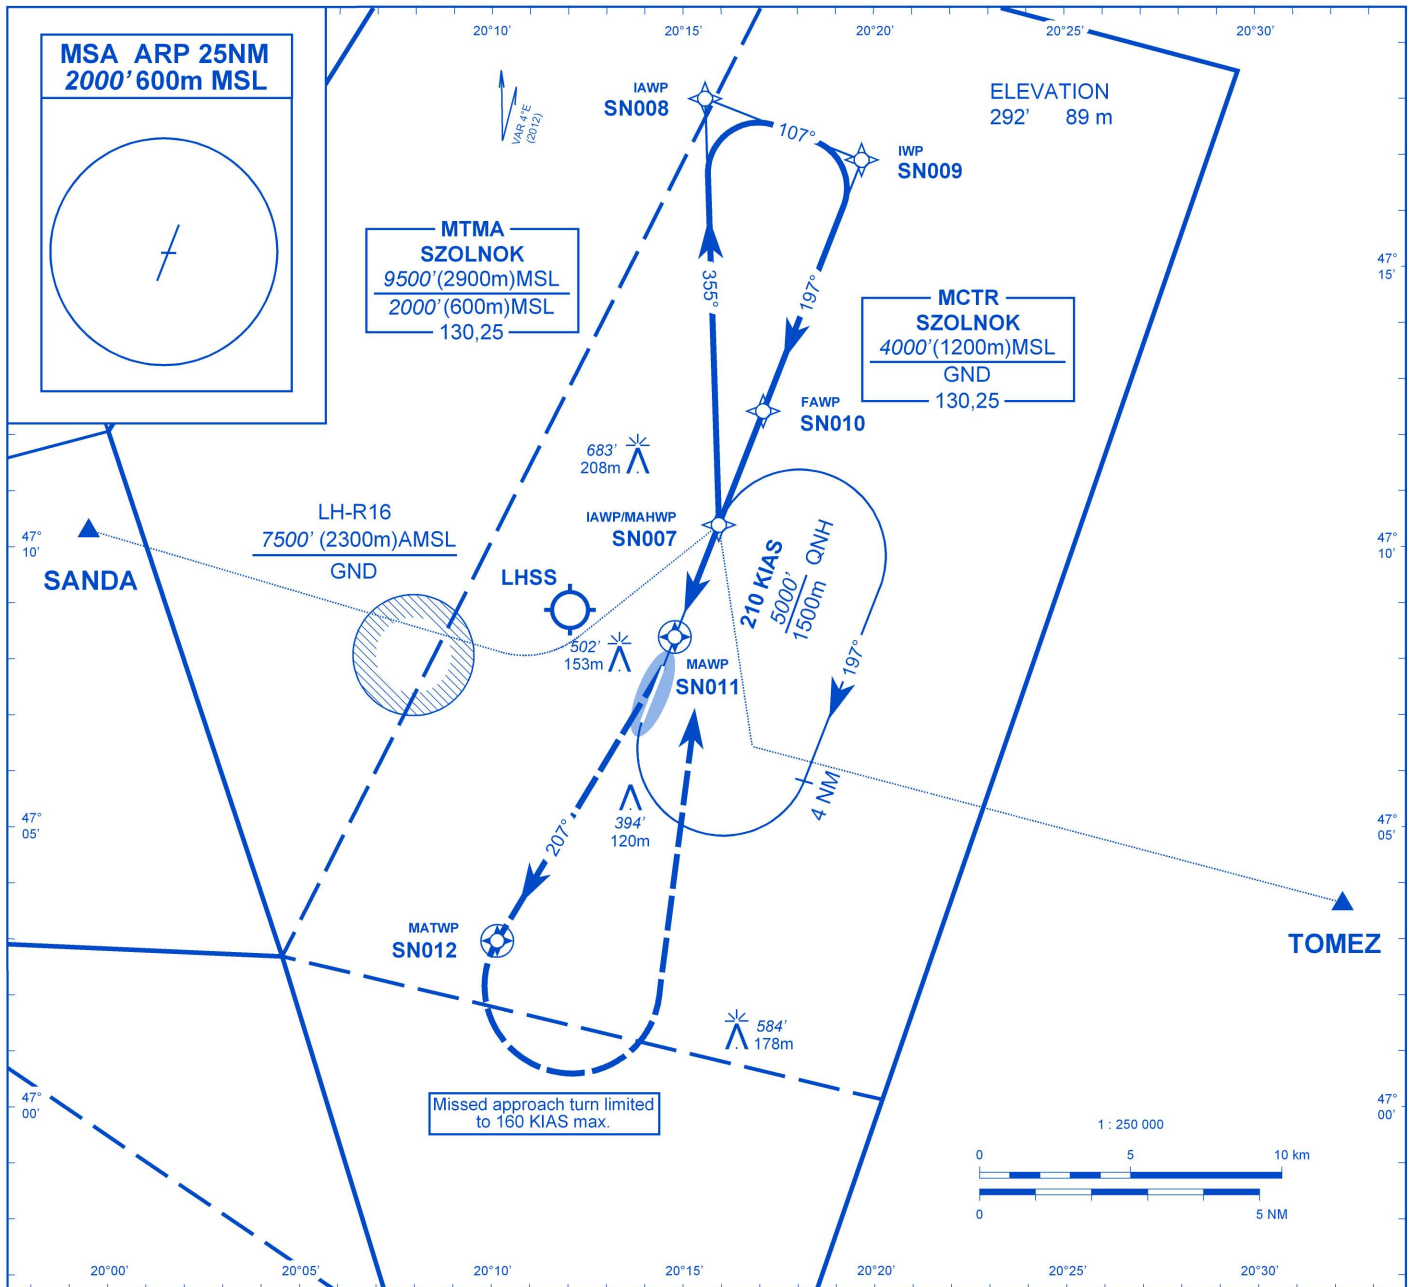 MSA ARP 25NM
2000’ 600m MSL
20°10’
20°15’
20°20’
20°25’
20°30’
VAR 4°E
(2012)
IAWP
SN008
107°
IWP
SN009
ELEVATION
292’ 89 m
MTMA
SZOLNOK
9500’(2900m)MSL
2000’(600m)MSL
130,25
355°
197°
MCTR
SZOLNOK
4000’(1200m)MSL
GND
130,25
47°
15’
FAWP
SN010
683’
208m
IAWP/MAHWP
SN007
LH-R16
7500’ (2300m)AMSL
GND
47°
10’
47°
10’
SANDA
LHSS
210 KIAS
5000’
1500m
QNH
502’
153m
MAWP
SN011
197°
4 NM
394’
120m
207°
47°
05’
47°
05’
MATWP
SN012
TOMEZ
584’
178m
Missed approach turn limited
to 160 KIAS max.
47°
00’
47°
00’
1 : 250 000
0 5 10 km
0 5 NM
20°00’
20°05’
20°10’
20°15’
20°20’
20°25’
20°30’